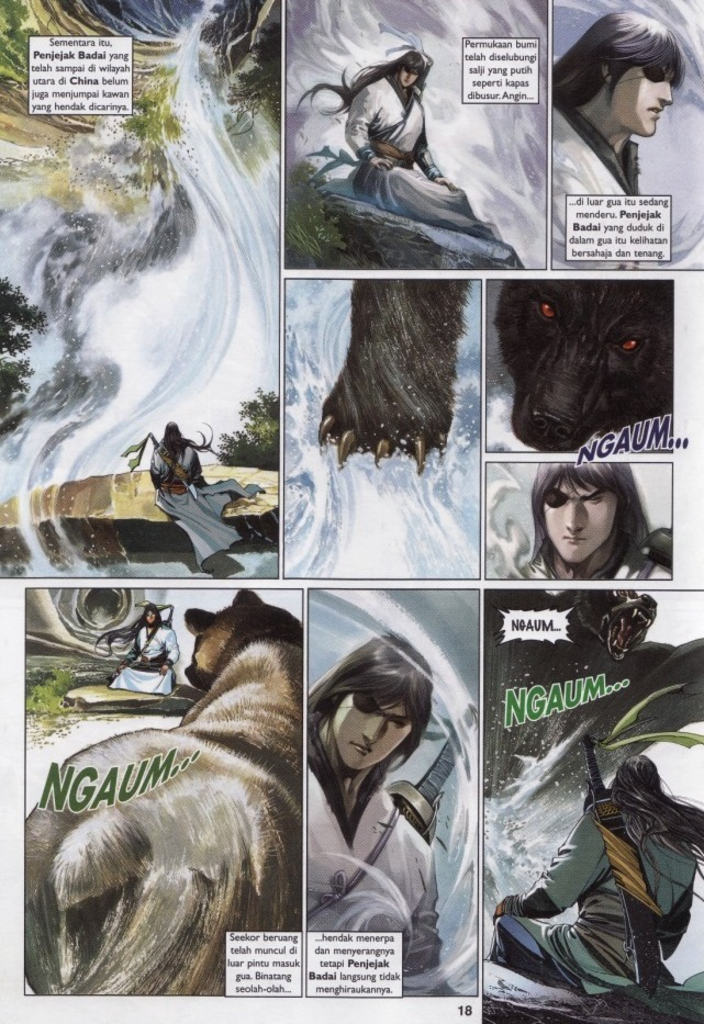 Sementara itu,
Penjejak Badai yang
telah sampai di wilayah
utara di China belum
juga menjumpai kawan
yang hendak dicarinya.
Permukaan bumi
telah diselubungi
salji yang putih
seperti kapas
dibusur. Angin...
...di luar gua itu sedang
menderu. Penjejak
Badai yang duduk di
dalam gua itu kelihatan
bersahaja dan tenang.
NGAUM...
NGAUM...
Seekor beruang
telah muncul di
luar pintu masuk
gua. Binatang
seolah-olah...
...hendak menerpa
dan menyerangnya
tetapi Penjejak
Badai langsung tidak
menghiraukannya.
NGAUM...
NGAUM...
18